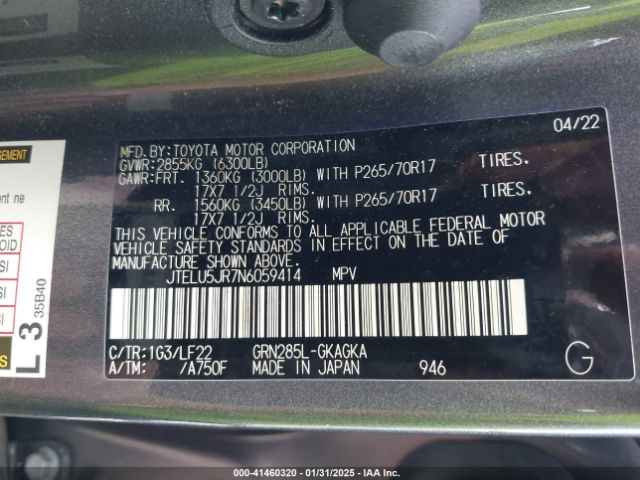 MFD.BY:TOYOTA MOTOR CORPORATION 04/22
GVWR:2855KG (6300LB)
GAWR:FRT. 1360KG (3000LB) WITH P265/70R17 TIRES.
17X7 1/2J RIMS.
RR. 1560KG (3450LB) WITH P265/70R17 TIRES.
17X7 1/2J RIMS.
THIS VEHICLE CONFORMS TO ALL APPLICABLE FEDERAL MOTOR
VEHICLE SAFETY STANDARDS IN EFFECT ON THE DATE OF
MANUFACTURE SHOWN ABOVE.
JTELU5JR7N6059414 MPV
C/TR:1G3/LF22 GRN285L-GKAGKA
A/TM: /A750F MADE IN JAPAN 946
G
L 3
35B40
000-41460320 - 01/31/2025 - IAA Inc.